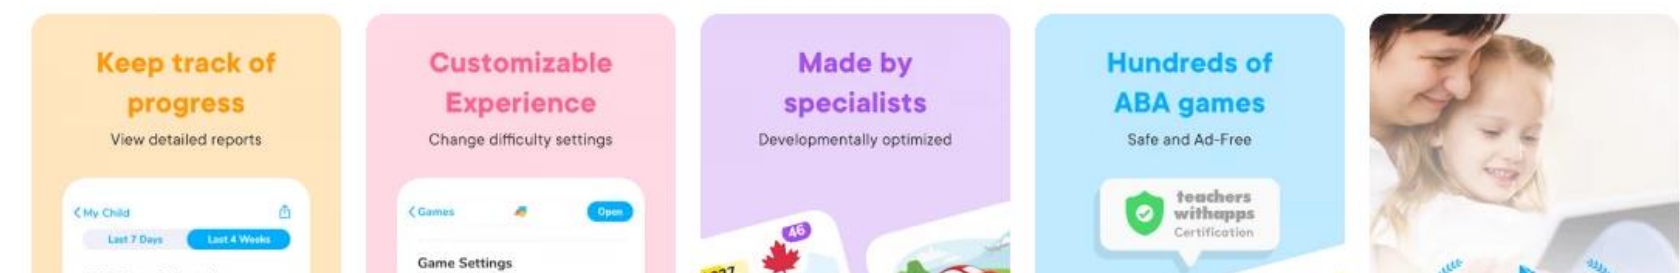 Keep track of
progress
View detailed reports
< My Child
Last 7 Days
Last 4 Weeks
Customizable
Experience
Change difficulty settings
< Games
Open
Game Settings
Made by
specialists
Developmentally optimized
46
Hundreds of
ABA games
Safe and Ad-Free
teachers
withapps
Certification